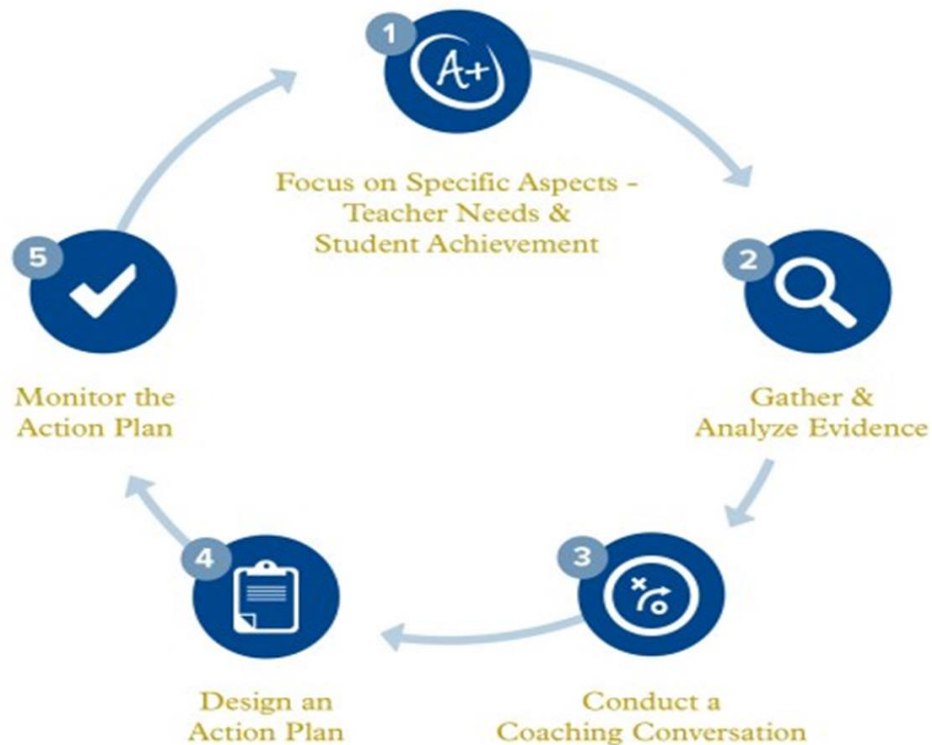 1
A+
Focus on Specific Aspects -
Teacher Needs &
Student Achievement
2
Gather &
Analyze Evidence
3
Conduct a
Coaching Conversation
4
Design an
Action Plan
5
Monitor the
Action Plan